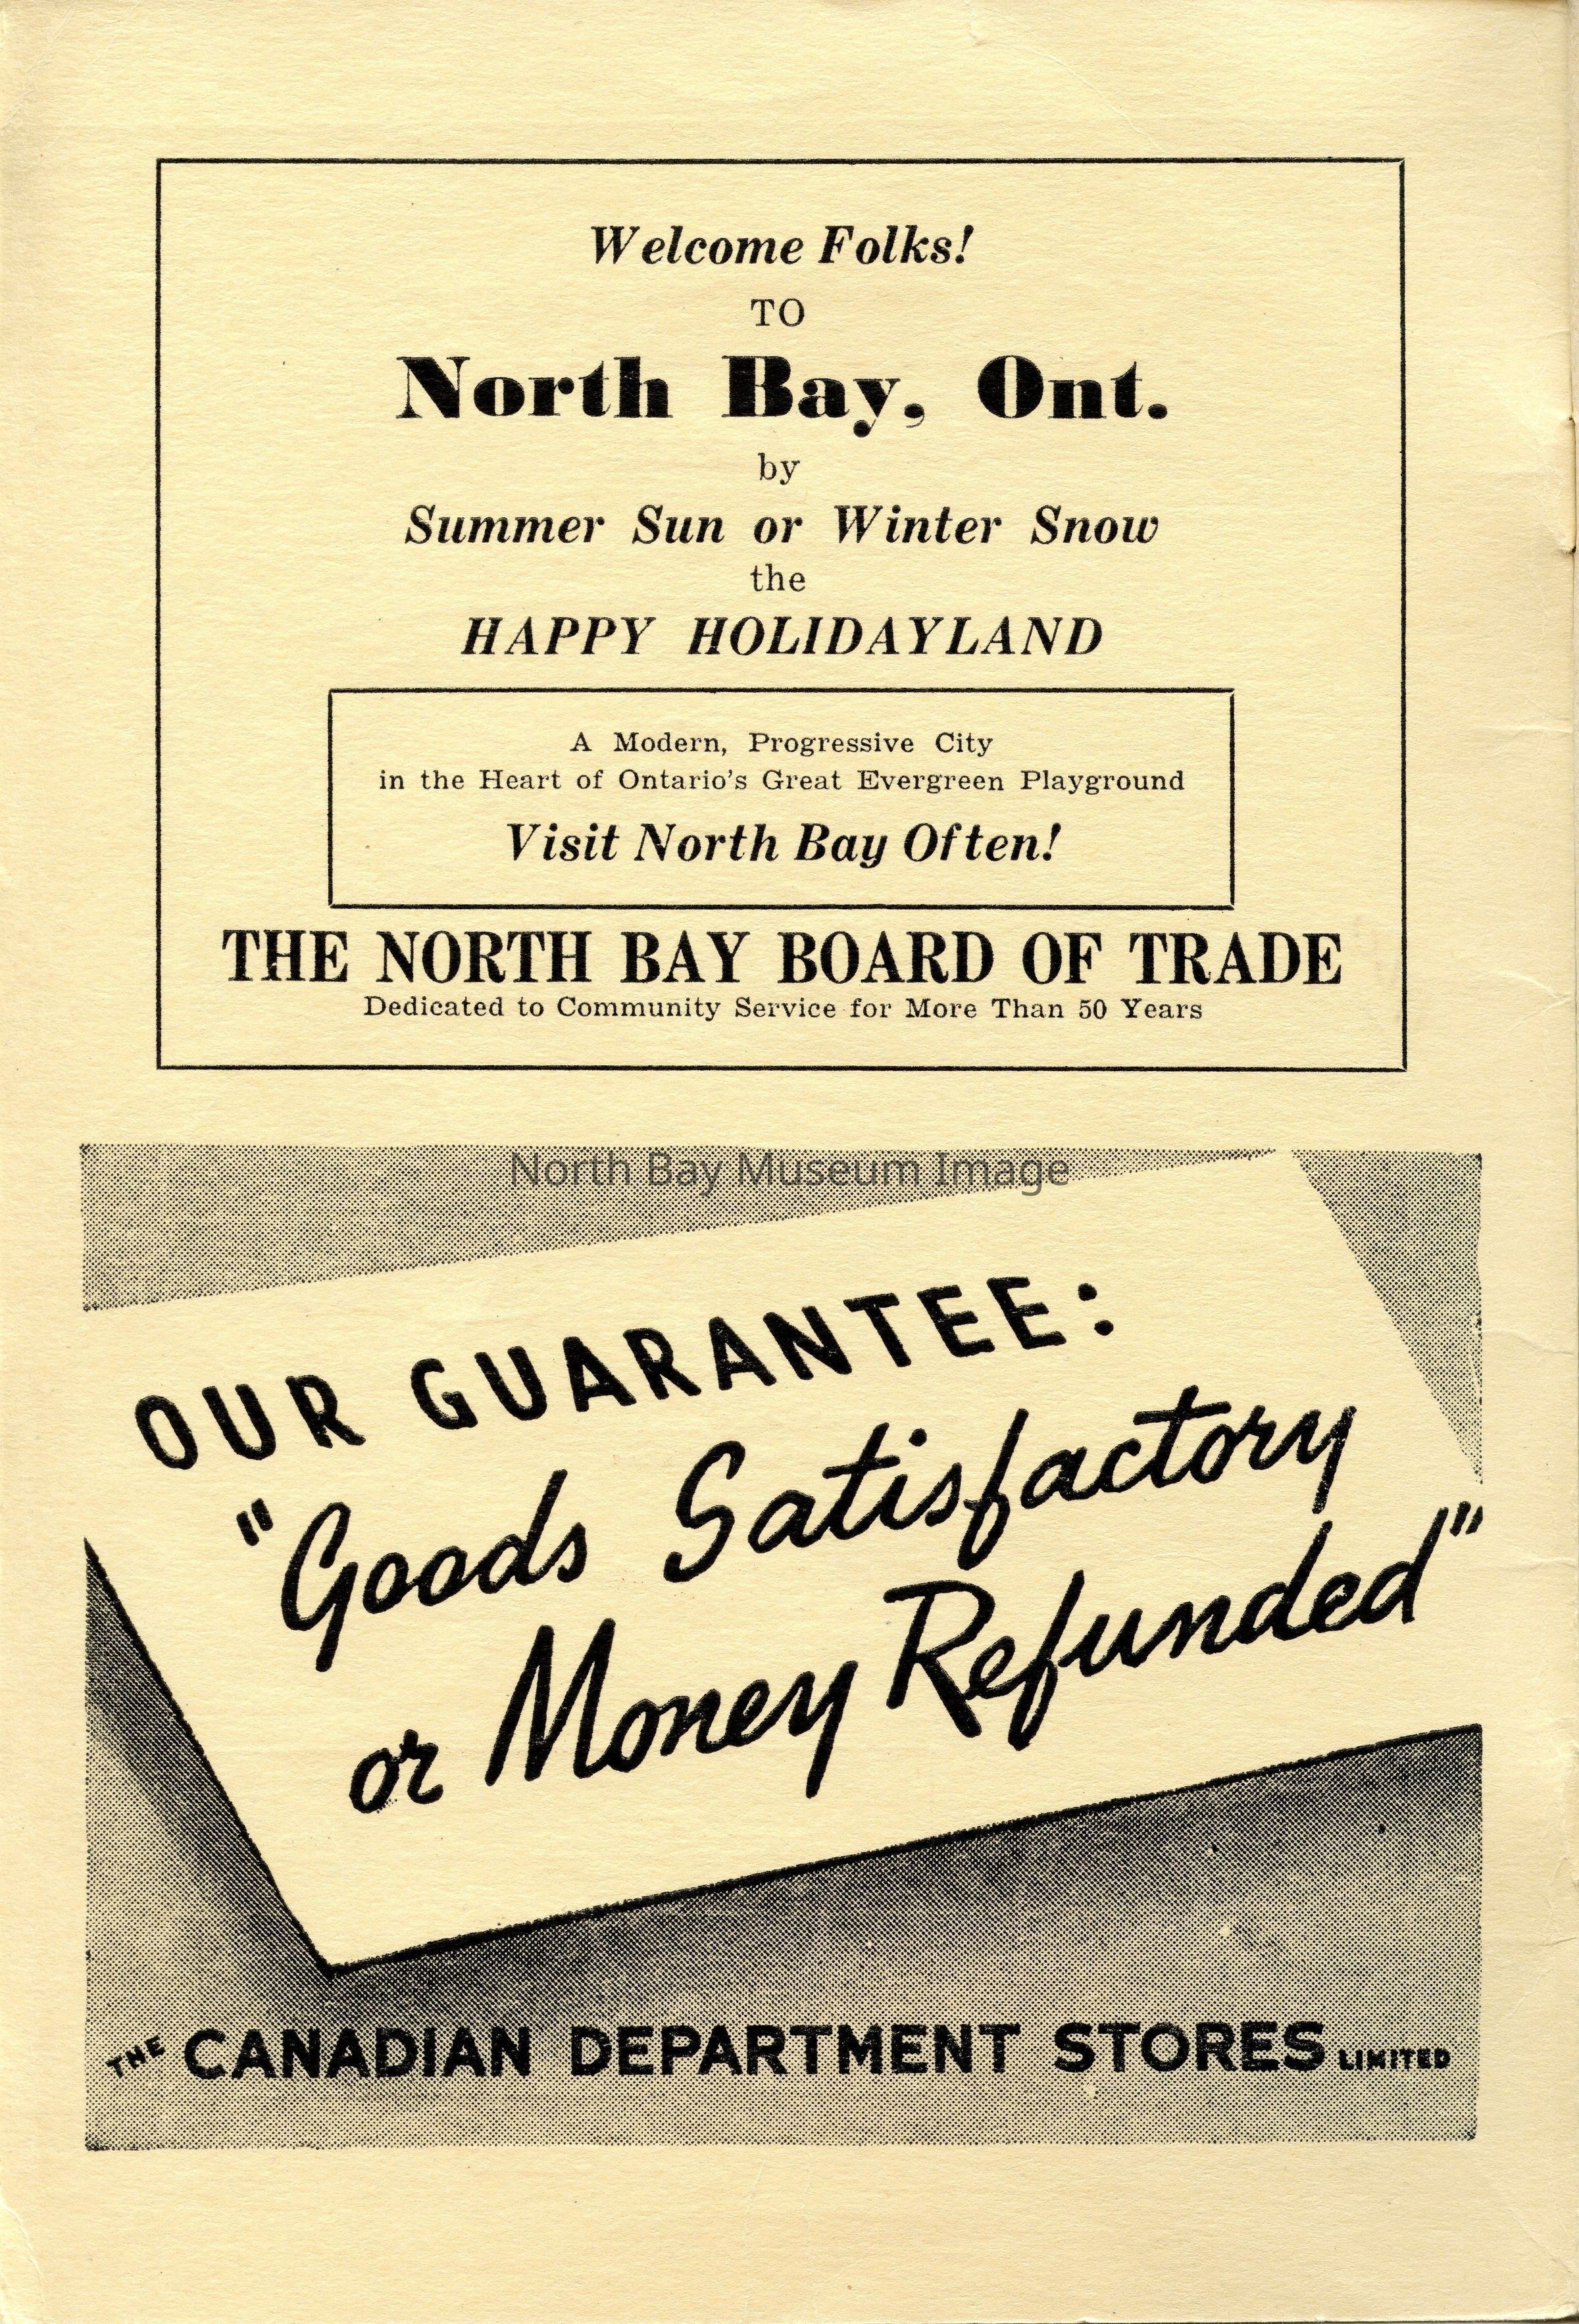 Welcome Folks!
TO
North Bay, Ont.
by
Summer Sun or Winter Snow
the
HAPPY HOLIDAYLAND
A Modern, Progressive City
in the Heart of Ontario's Great Evergreen Playground
Visit North Bay Often!
THE NORTH BAY BOARD OF TRADE
Dedicated to Community Service for More Than 50 Years
North Bay Museum Image
OUR GUARANTEE:
"Goods Satisfactory
or Money Refunded"
THE CANADIAN DEPARTMENT STORES LIMITED